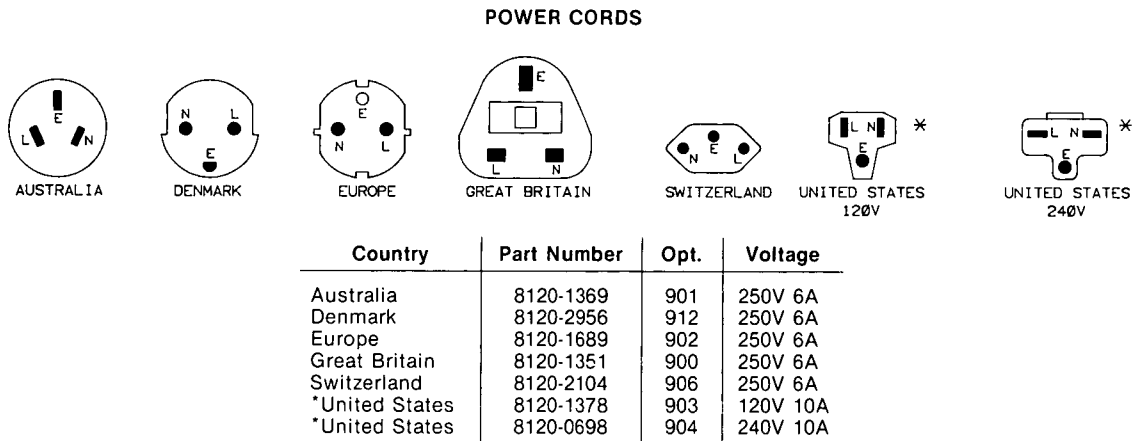 POWER CORDS
E
L N
AUSTRALIA
N L
E
DENMARK
E
N L
EUROPE
E
L N
GREAT BRITAIN
N E L
SWITZERLAND
L N *
E
UNITED STATES
120V
L N *
E
UNITED STATES
240V
Country Part Number Opt. Voltage
Australia 8120-1369 901 250V 6A
Denmark 8120-2956 912 250V 6A
Europe 8120-1689 902 250V 6A
Great Britain 8120-1351 900 250V 6A
Switzerland 8120-2104 906 250V 6A
*United States 8120-1378 903 120V 10A
*United States 8120-0698 904 240V 10A